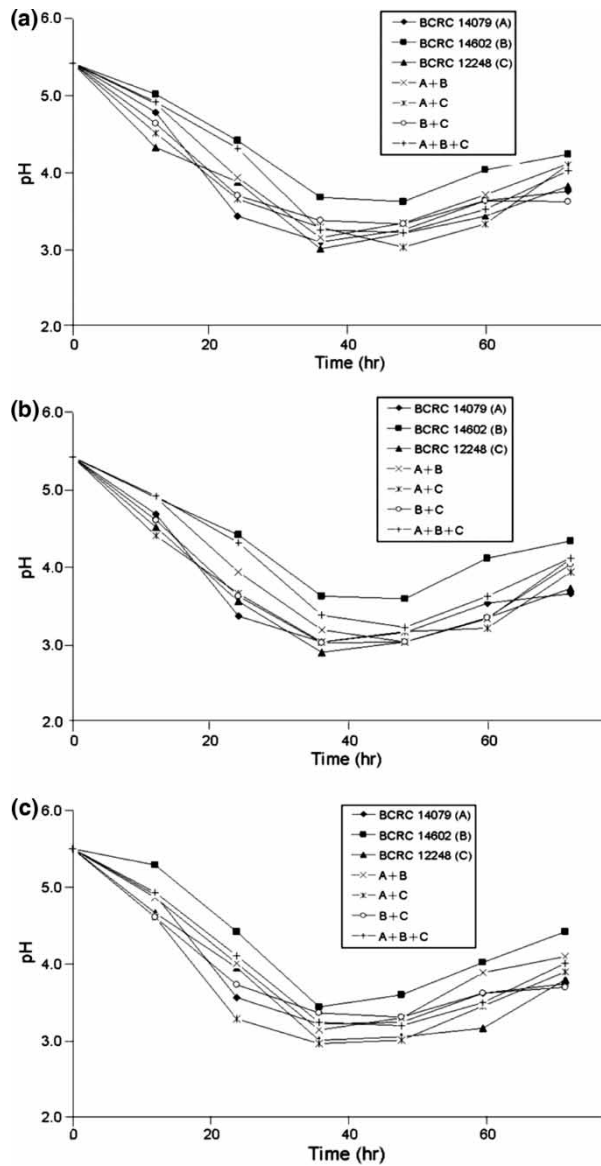 (a)
6.0
5.0
4.0
3.0
2.0
pH
BCRC 14079 (A)
BCRC 14602 (B)
BCRC 12248 (C)
A+B
A+C
B+C
A+B+C
0
20
40
60
Time (hr)
(b)
6.0
5.0
4.0
3.0
2.0
pH
BCRC 14079 (A)
BCRC 14602 (B)
BCRC 12248 (C)
A+B
A+C
B+C
A+B+C
0
20
40
60
Time (hr)
(c)
6.0
5.0
4.0
3.0
2.0
pH
BCRC 14079 (A)
BCRC 14602 (B)
BCRC 12248 (C)
A+B
A+C
B+C
A+B+C
0
20
40
60
Time (hr)